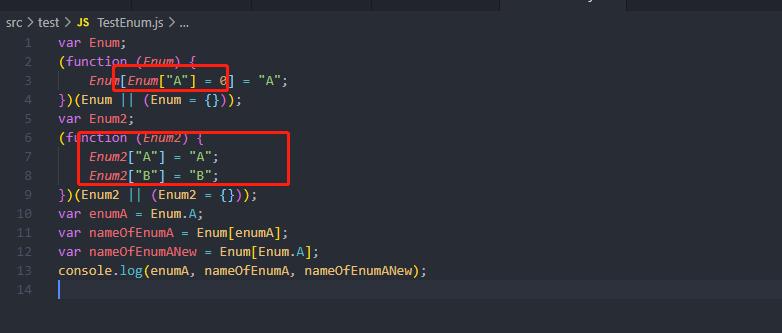 src > test > JS TestEnum.js > ...
1 var Enum;
2 (function (Enum) {
3     Enum[Enum["A"] = 0] = "A";
4 })(Enum || (Enum = {}));
5 var Enum2;
6 (function (Enum2) {
7     Enum2["A"] = "A";
8     Enum2["B"] = "B";
9 })(Enum2 || (Enum2 = {}));
10 var enumA = Enum.A;
11 var nameOfEnumA = Enum[enumA];
12 var nameOfEnumANew = Enum[Enum.A];
13 console.log(enumA, nameOfEnumA, nameOfEnumANew);
14